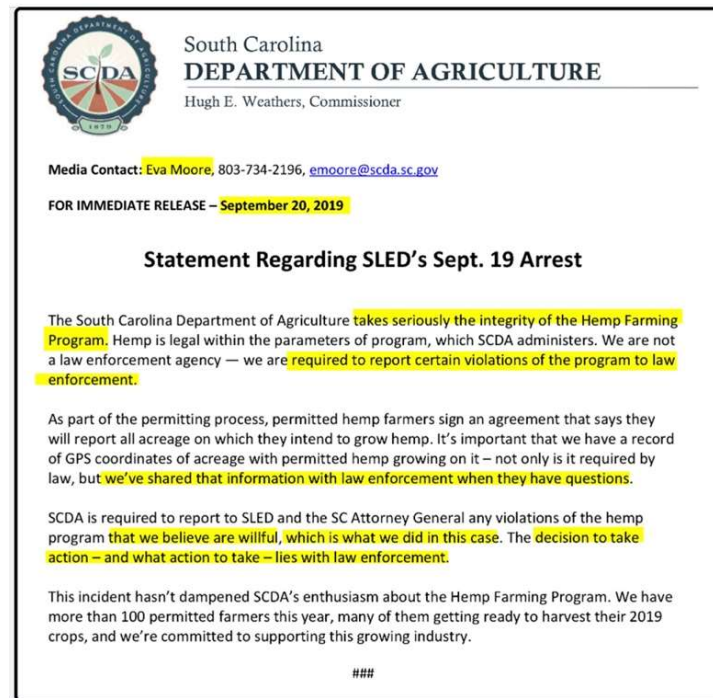 SOUTH CAROLINA DEPARTMENT OF AGRICULTURE
SCDA
1879
South Carolina
DEPARTMENT OF AGRICULTURE
Hugh E. Weathers, Commissioner
Media Contact: Eva Moore, 803-734-2196, emoore@scda.sc.gov
FOR IMMEDIATE RELEASE – September 20, 2019
Statement Regarding SLED’s Sept. 19 Arrest
The South Carolina Department of Agriculture takes seriously the integrity of the Hemp Farming
Program. Hemp is legal within the parameters of program, which SCDA administers. We are not
a law enforcement agency — we are required to report certain violations of the program to law
enforcement.
As part of the permitting process, permitted hemp farmers sign an agreement that says they
will report all acreage on which they intend to grow hemp. It’s important that we have a record
of GPS coordinates of acreage with permitted hemp growing on it – not only is it required by
law, but we’ve shared that information with law enforcement when they have questions.
SCDA is required to report to SLED and the SC Attorney General any violations of the hemp
program that we believe are willful, which is what we did in this case. The decision to take
action – and what action to take – lies with law enforcement.
This incident hasn’t dampened SCDA’s enthusiasm about the Hemp Farming Program. We have
more than 100 permitted farmers this year, many of them getting ready to harvest their 2019
crops, and we’re committed to supporting this growing industry.
###